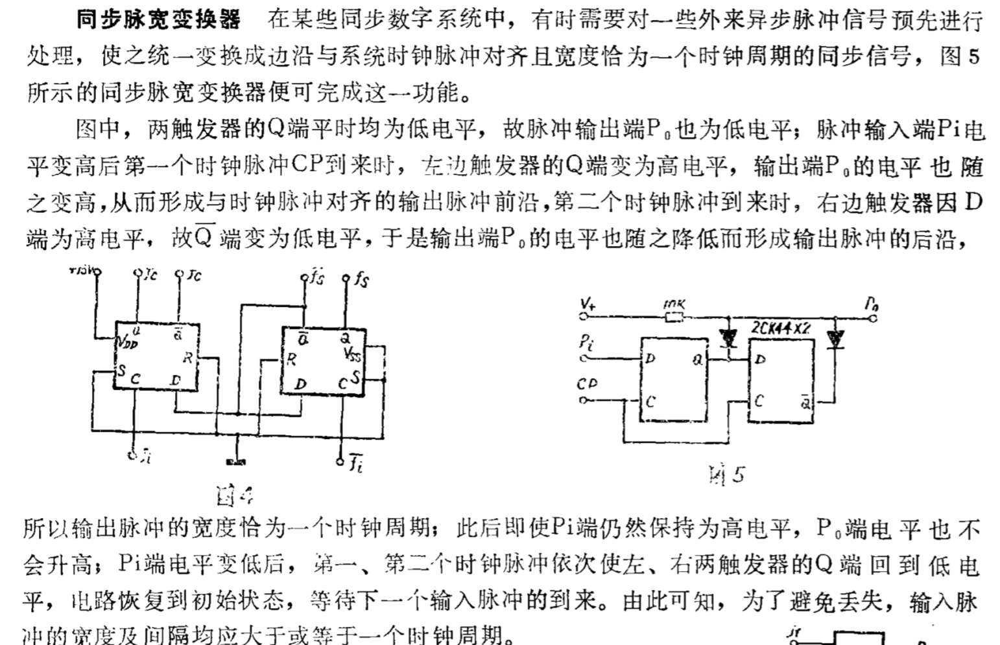 同步脉宽变换器 在某些同步数字系统中，有时需要对一些外来异步脉冲信号预先进行
处理，使之统一变换成边沿与系统时钟脉冲对齐且宽度恰为一个时钟周期的同步信号，图5
所示的同步脉宽变换器便可完成这一功能。
图中，两触发器的Q端平时均为低电平，故脉冲输出端P₀也为低电平；脉冲输入端Pi电
平变高后第一个时钟脉冲CP到来时，左边触发器的Q端变为高电平，输出端P₀的电平也随
之变高，从而形成与时钟脉冲对齐的输出脉冲前沿，第二个时钟脉冲到来时，右边触发器因D
端为高电平，故Q̅端变为低电平，于是输出端P₀的电平也随之降低而形成输出脉冲的后沿，
+15V fc fc
f̅s fs
Q Q̅
VDD R
S C D
Q̅ Q
R VSS
D C S
f̅i
图4
V+ 10K P₀
2CK44X2
Pi D Q D
CP C C Q̅
图5
所以输出脉冲的宽度恰为一个时钟周期；此后即使Pi端仍然保持为高电平，P₀端电平也不
会升高；Pi端电平变低后，第一、第二个时钟脉冲依次使左、右两触发器的Q端回到低电
平，电路恢复到初始状态，等待下一个输入脉冲的到来。由此可知，为了避免丢失，输入脉
冲的宽度及间隔均应大于或等于一个时钟周期。